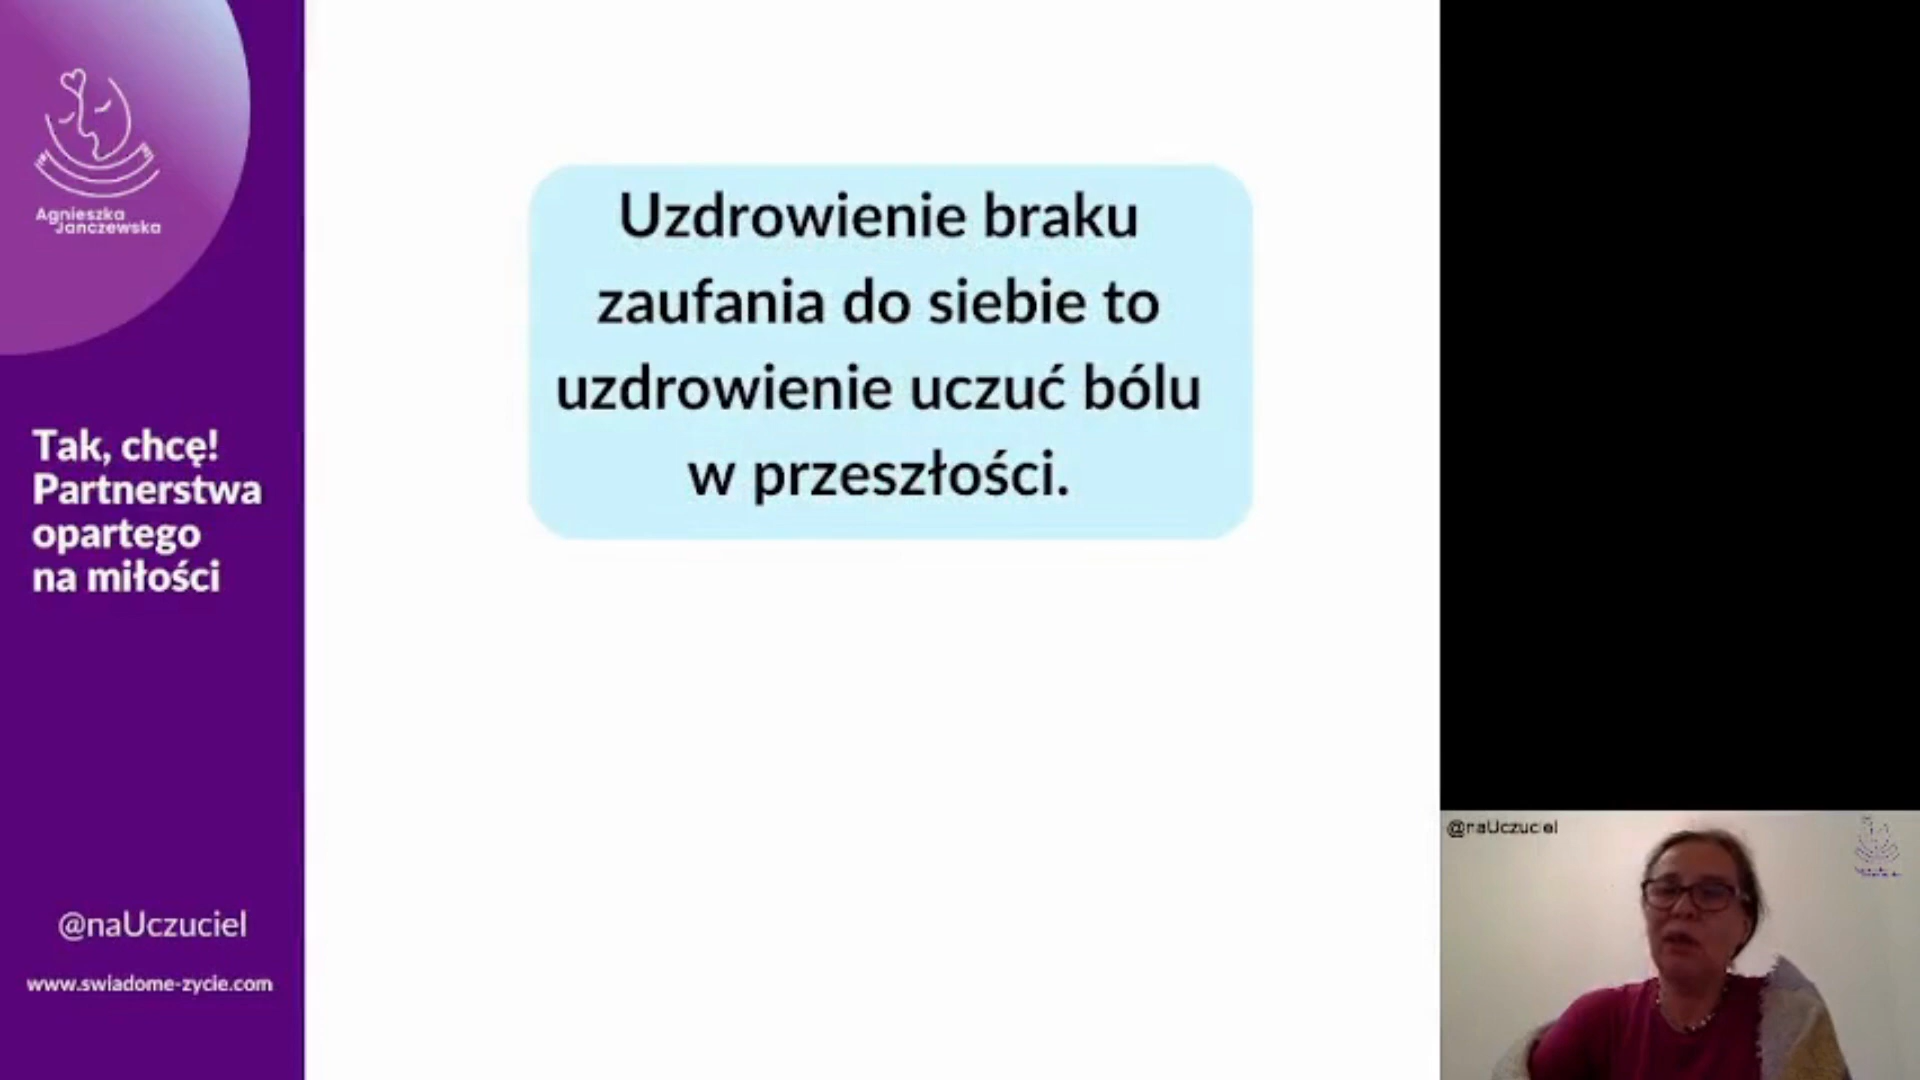 Agnieszka
Janczewska
Tak, chcę!
Partnerstwa
opartego
na miłości
@naUczuciel
www.swiadome-zycie.com
Uzdrowienie braku
zaufania do siebie to
uzdrowienie uczuć bólu
w przeszłości.
@naUczuciel